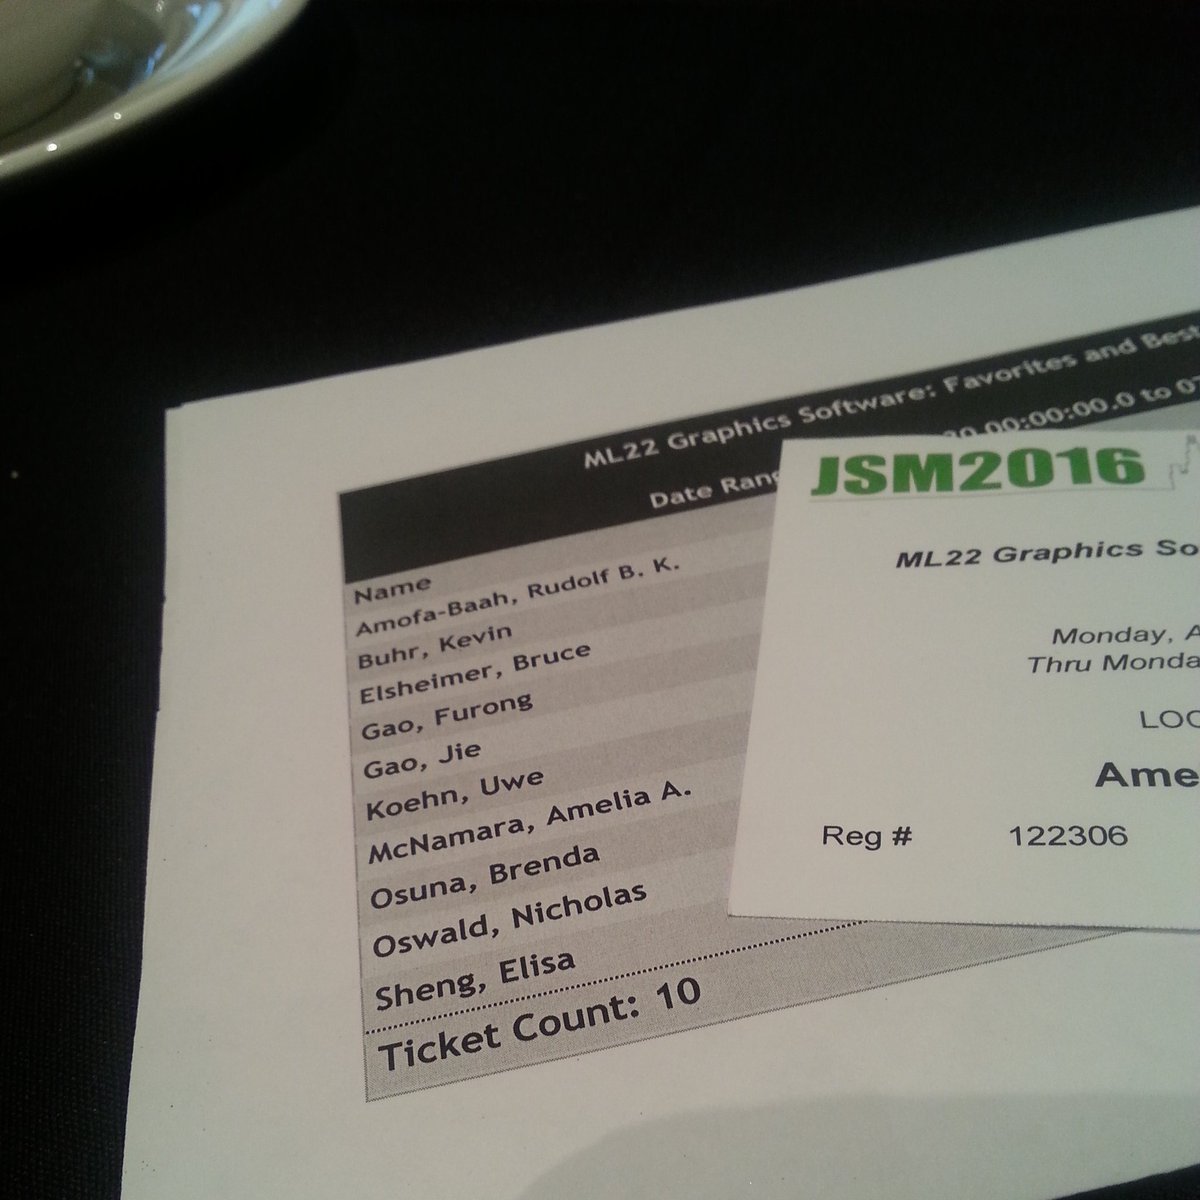 ML22 Graphics Software: Favorites and Best
Date Rang 00:00:00.0 to 07
Name
Amofa-Baah, Rudolf B. K.
Buhr, Kevin
Elsheimer, Bruce
Gao, Furong
Gao, Jie
Koehn, Uwe
McNamara, Amelia A.
Osuna, Brenda
Oswald, Nicholas
Sheng, Elisa
Ticket Count: 10
JSM2016
ML22 Graphics So
Monday, A
Thru Monda
LOC
Ame
Reg # 122306